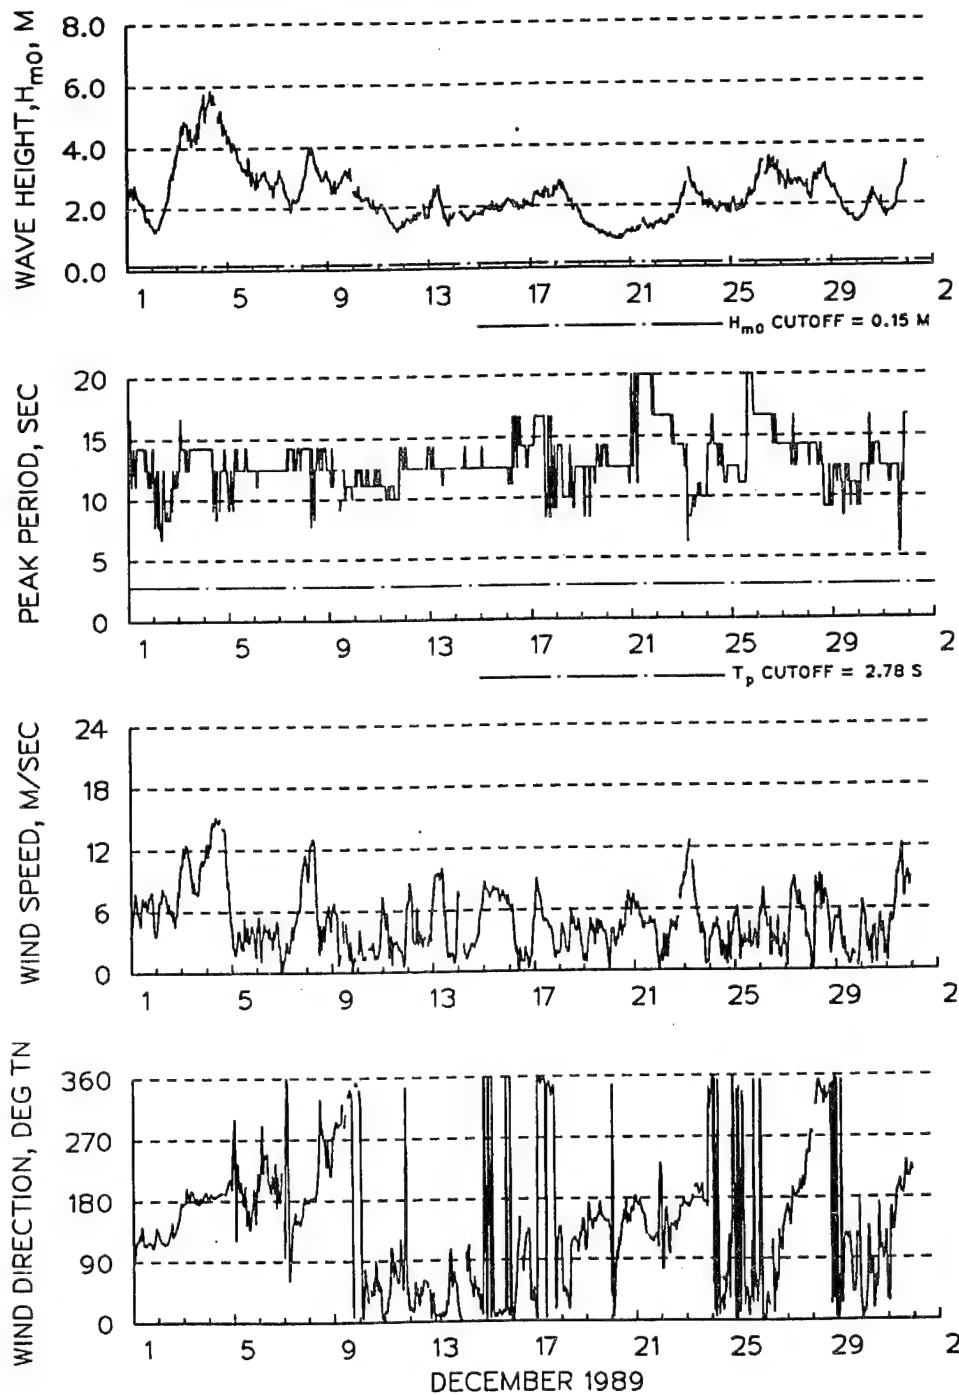 WAVE HEIGHT, Hm0, M
8.0
6.0
4.0
2.0
0.0
1 5 9 13 17 21 25 29 2
Hm0 CUTOFF = 0.15 M
PEAK PERIOD, SEC
20
15
10
5
0
1 5 9 13 17 21 25 29 2
Tp CUTOFF = 2.78 S
WIND SPEED, M/SEC
24
18
12
6
0
1 5 9 13 17 21 25 29 2
WIND DIRECTION, DEG TN
360
270
180
90
0
1 5 9 13 17 21 25 29 2
DECEMBER 1989